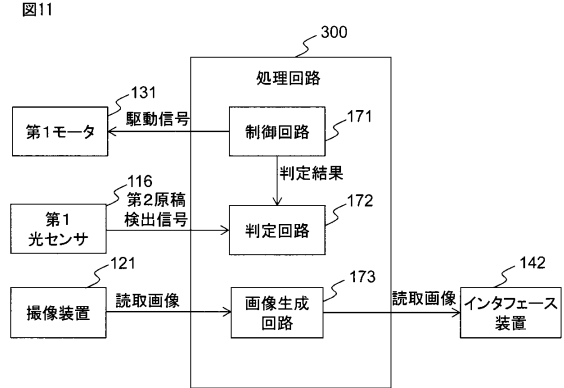 図11
300
処理回路
131
第1モータ
駆動信号
制御回路
171
判定結果
116
第1
光センサ
第2原稿
検出信号
判定回路
172
121
撮像装置
読取画像
画像生成
回路
173
読取画像
142
インタフェース
装置